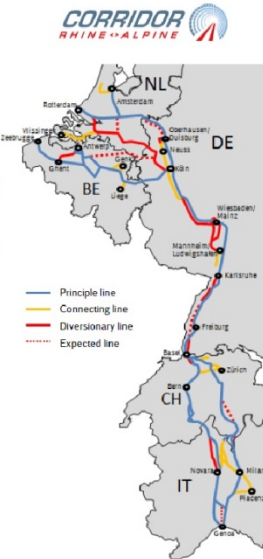 CORRIDOR
RHINE<->ALPINE
NL
Amsterdam
Rotterdam
Vlissingen
Zeebrugge
Antwerp
Ghent
Genk
BE
Liege
Oberhausen/
Duisburg
Neuss
DE
Köln
Wiesbaden/
Mainz
Mannheim/
Ludwigshafen
Karlsruhe
Principle line
Connecting line
Diversionary line
Expected line
Freiburg
Basel
Zürich
Bern
CH
Novara
Milan
IT
Piacenza
Genoa